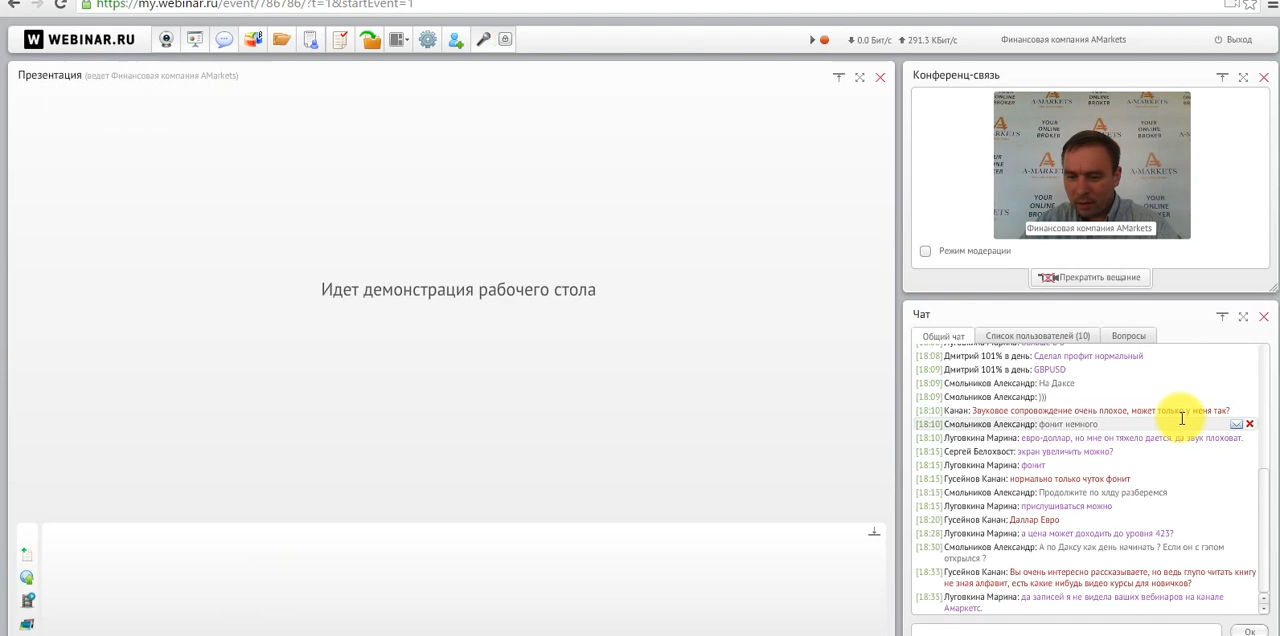 https://my.webinar.ru/event/786786/?t=1&startEvent=1
W WEBINAR.RU
0.0 Бит/с 291.3 КБит/с
Финансовая компания AMarkets
Выход
Презентация (ведет Финансовая компания AMarkets)
Идет демонстрация рабочего стола
Конференц-связь
A-MARKETS
YOUR ONLINE BROKER
Финансовая компания AMarkets
Режим модерации
Прекратить вещание
Чат
Общий чат Список пользователей (10) Вопросы
[18:08] Дмитрий 101% в день: Сделал профит нормальный
[18:09] Дмитрий 101% в день: GBPUSD
[18:09] Смольников Александр: На Даксе
[18:09] Смольников Александр: )))
[18:10] Канан: Звуковое сопровождение очень плохое, может только у меня так?
[18:10] Смольников Александр: фонит немного
[18:10] Луговкина Марина: евро-доллар, но мне он тяжело дается, да звук плоховат.
[18:15] Сергей Белохвост: экран увеличить можно?
[18:15] Луговкина Марина: фонит
[18:15] Гусейнов Канан: нормально только чуток фонит
[18:15] Смольников Александр: Продолжите по хлду разберемся
[18:15] Луговкина Марина: прислушиваться можно
[18:20] Гусейнов Канан: Даллар Евро
[18:28] Луговкина Марина: а цена может доходить до уровня 423?
[18:30] Смольников Александр: А по Даксу как день начинать ? Если он с гэпом
открылся ?
[18:33] Гусейнов Канан: Вы очень интересно рассказываете, но ведь глупо читать книгу
не зная алфавит, есть какие нибудь видео курсы для новичков?
[18:35] Луговкина Марина: да записей я не видела ваших вебинаров на канале
Амаркетс.
Ок